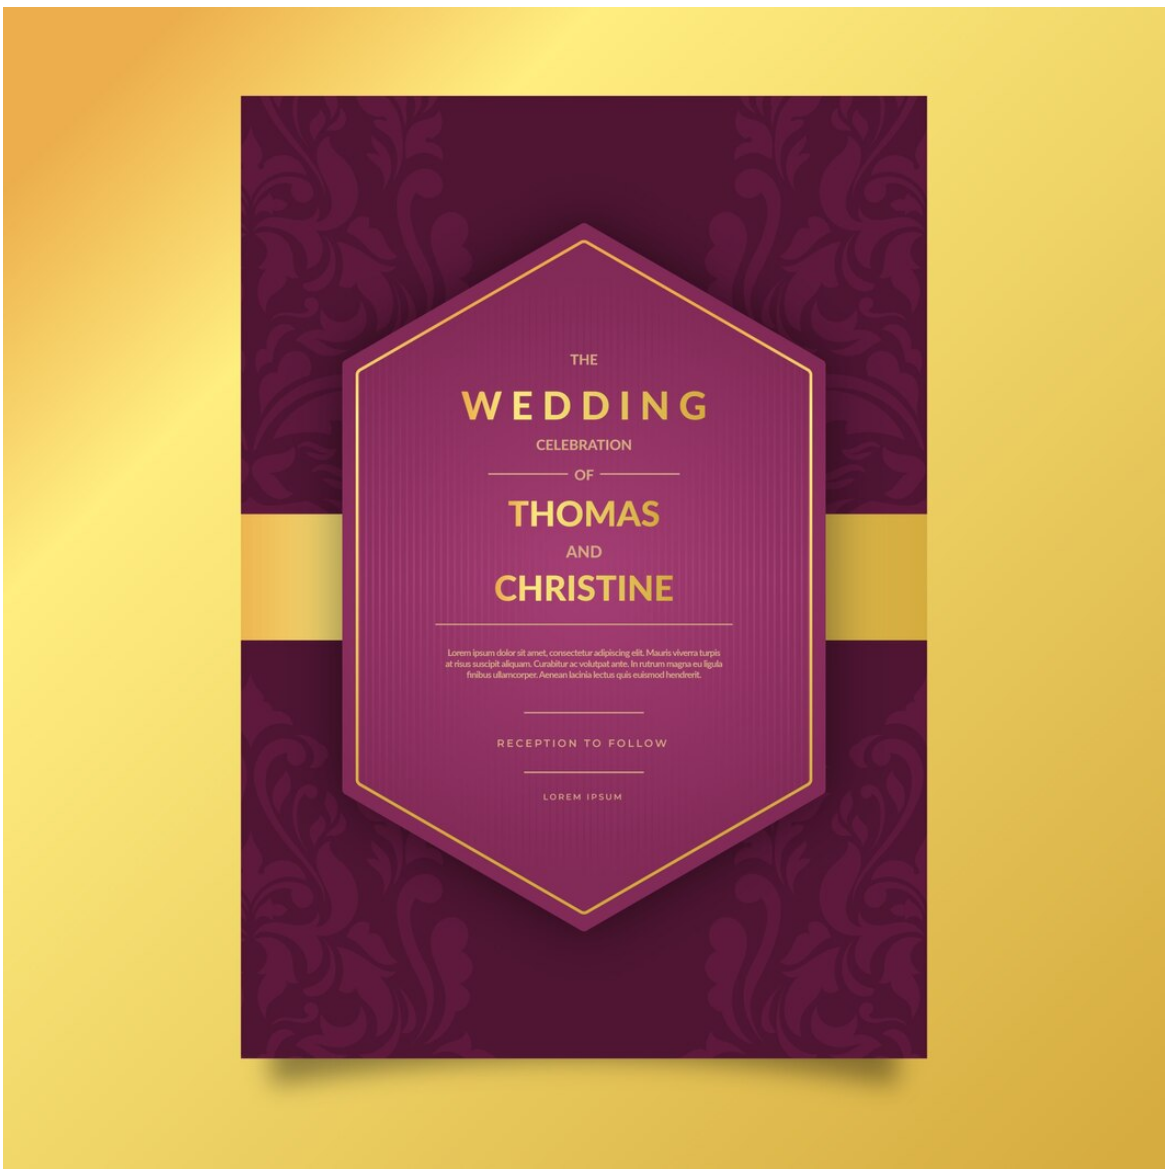 THE
WEDDING
CELEBRATION
OF
THOMAS
AND
CHRISTINE
Lorem ipsum dolor sit amet, consectetur adipiscing elit. Mauris viverra turpis
at risus suscipit aliquam. Curabitur ac volutpat ante. In rutrum magna eu ligula
finibus ullamcorper. Aenean lacinia lectus quis euismod hendrerit.
RECEPTION TO FOLLOW
LOREM IPSUM